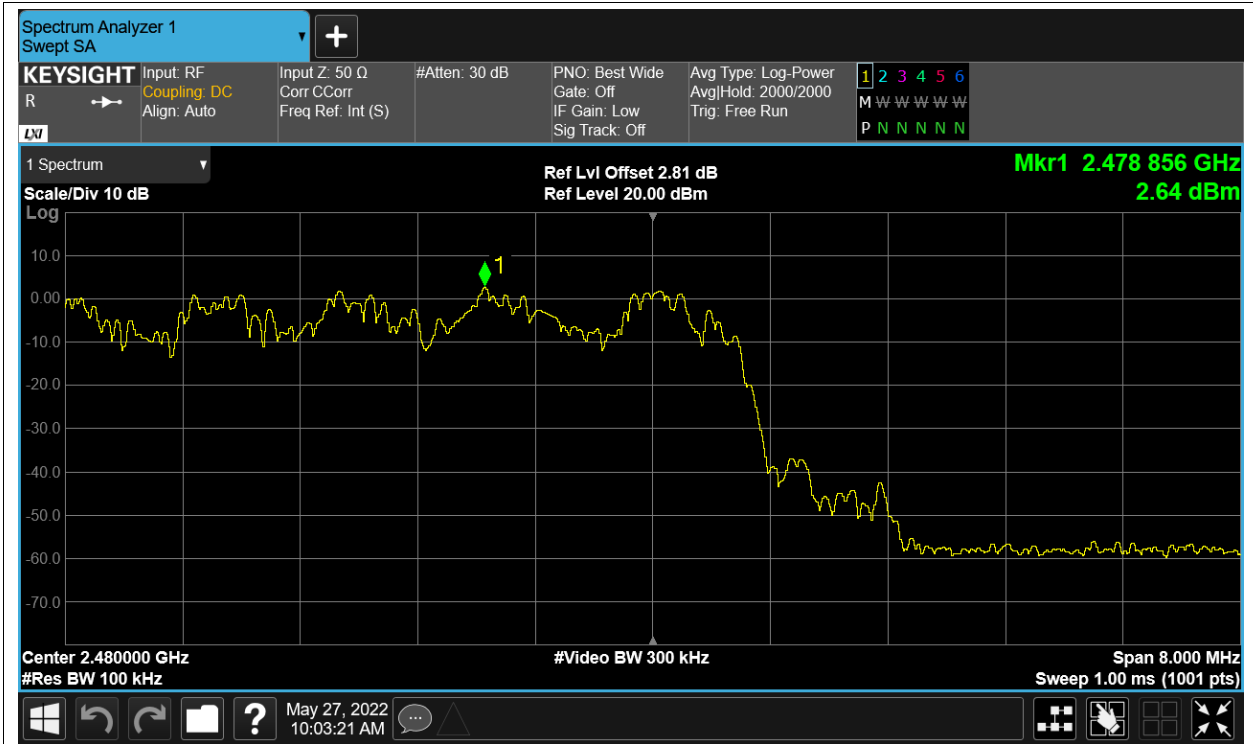 Spectrum Analyzer 1
Swept SA
+
KEYSIGHT
R
LXI
Input: RF
Coupling: DC
Align: Auto
Input Z: 50 Ω
Corr CCorr
Freq Ref: Int (S)
#Atten: 30 dB
PNO: Best Wide
Gate: Off
IF Gain: Low
Sig Track: Off
Avg Type: Log-Power
Avg|Hold: 2000/2000
Trig: Free Run
1 2 3 4 5 6
M W W W W W
P N N N N N
1 Spectrum
Scale/Div 10 dB
Log
Ref Lvl Offset 2.81 dB
Ref Level 20.00 dBm
Mkr1 2.478 856 GHz
2.64 dBm
10.0
0.00
-10.0
-20.0
-30.0
-40.0
-50.0
-60.0
-70.0
1
Center 2.480000 GHz
#Res BW 100 kHz
#Video BW 300 kHz
Span 8.000 MHz
Sweep 1.00 ms (1001 pts)
?
May 27, 2022
10:03:21 AM